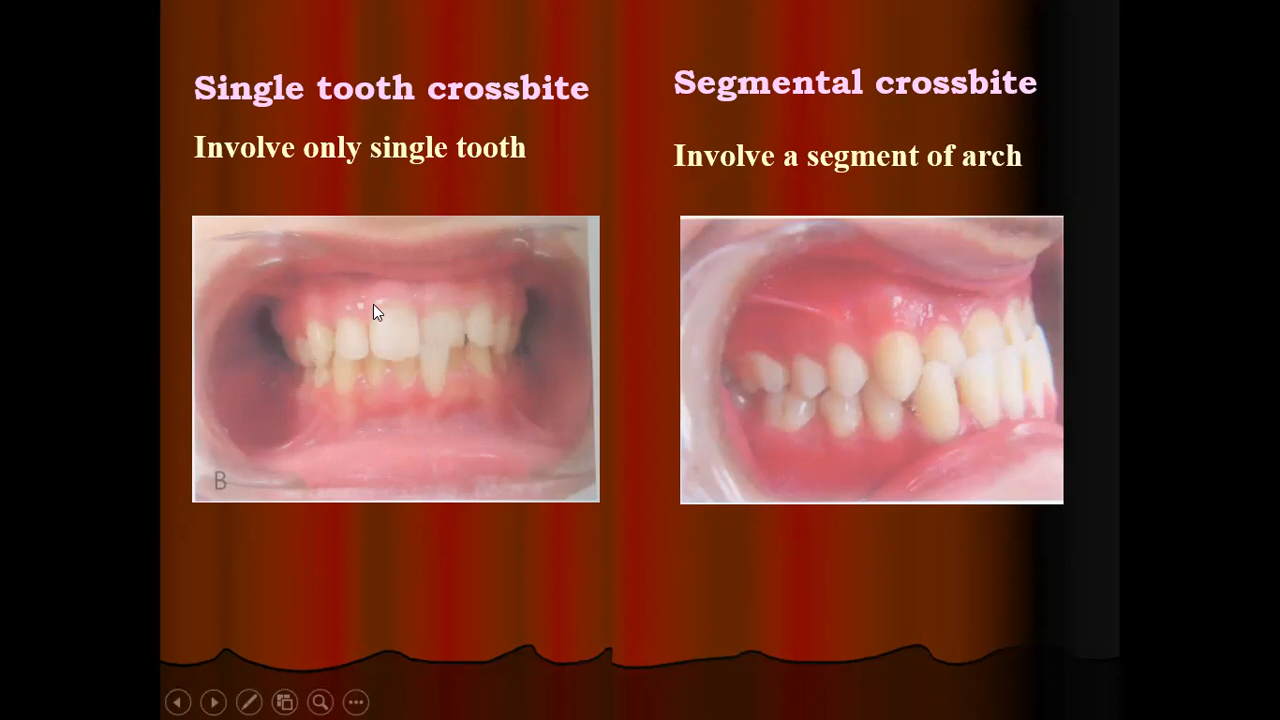 Single tooth crossbite
Involve only single tooth
B
Segmental crossbite
Involve a segment of arch